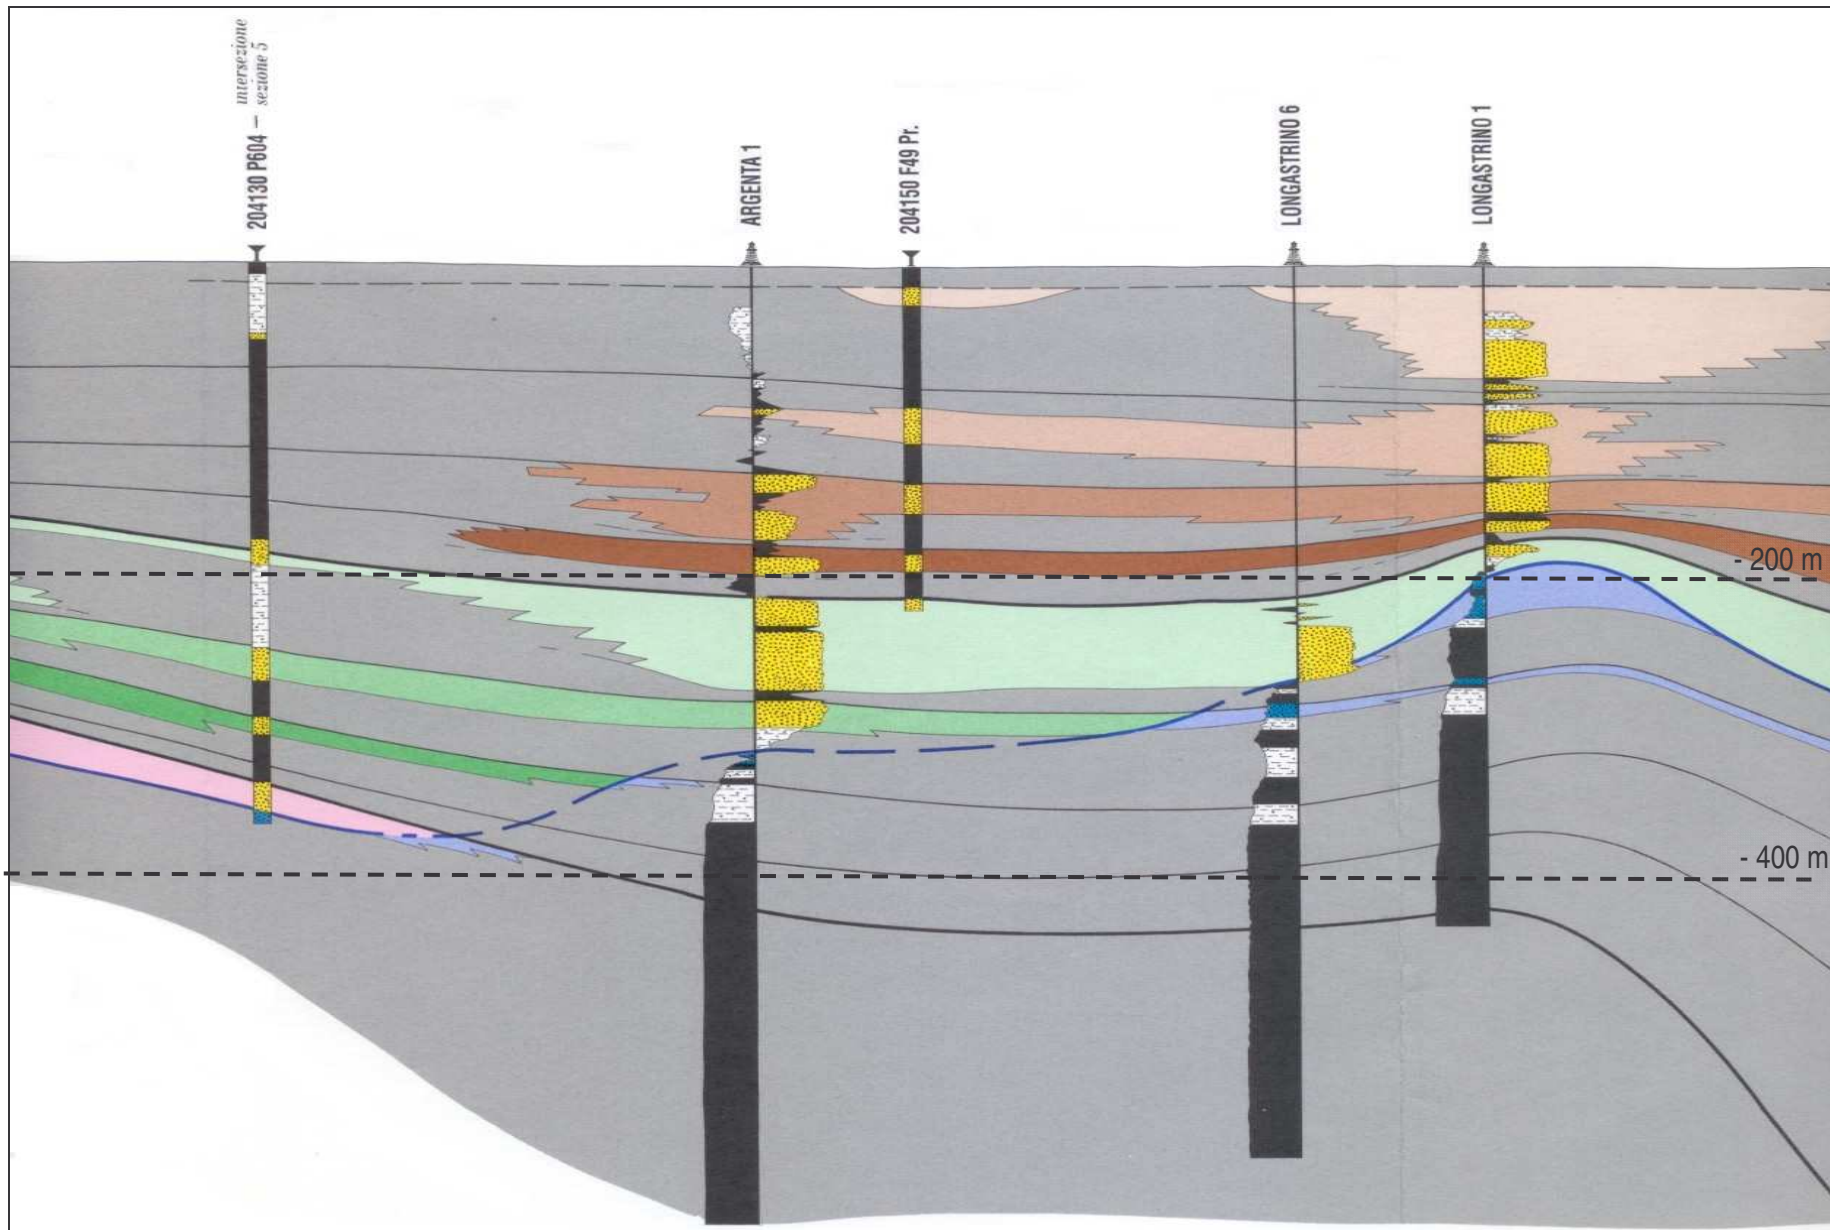 intersezione
sezione 5
204130 P604 –
ARGENTA 1
204150 F49 Pr.
LONGASTRINO 6
LONGASTRINO 1
- 200 m
- 400 m